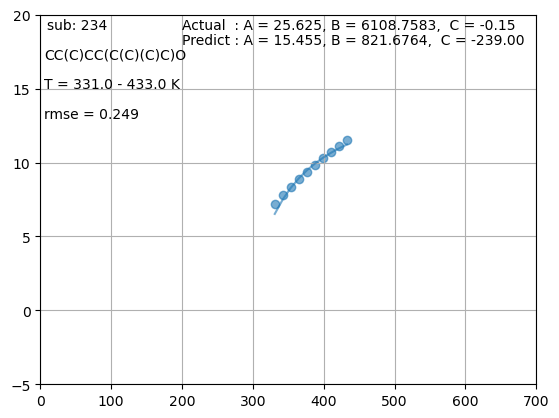 sub: 234
Actual  : A = 25.625, B = 6108.7583,  C = -0.15
Predict : A = 15.455, B = 821.6764,  C = -239.00
CC(C)CC(C(C)(C)C)O
T = 331.0 - 433.0 K
rmse = 0.249
20
15
10
5
0
−5
0 100 200 300 400 500 600 700